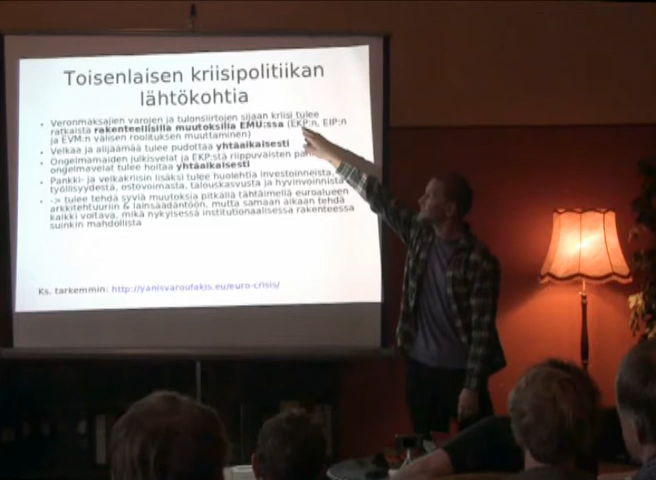 Toisenlaisen kriisipolitiikan
lähtökohtia
• Veronmaksajien varojen ja tulonsiirtojen sijaan kriisi tulee
ratkaista rakenteellisilla muutoksilla EMU:ssa (EKP:n, EIP:n
ja EVM:n välisen roolituksen muuttaminen)
• Velkaa ja alijäämää tulee pudottaa yhtäaikaisesti
• Ongelmamaiden julkisvelat ja EKP:stä riippuvaisten
ongelmavelat tulee hoitaa yhtäaikaisesti
• Pankki- ja velkakriisin lisäksi tulee huolehtia investoinneista,
työllisyydestä, ostovoimasta, talouskasvusta ja hyvinvoinnista
• -> tulee tehdä syviä muutoksia pitkällä tähtäimellä euroalueen
arkkitehtuuriin & lainsäädäntöön, mutta samaan aikaan tehdä
kaikki voitava, mikä nykyisessä institutionaalisessa rakenteessa
suinkin mahdollista
Ks. tarkemmin: http://yanisvaroufakis.eu/euro-crisis/